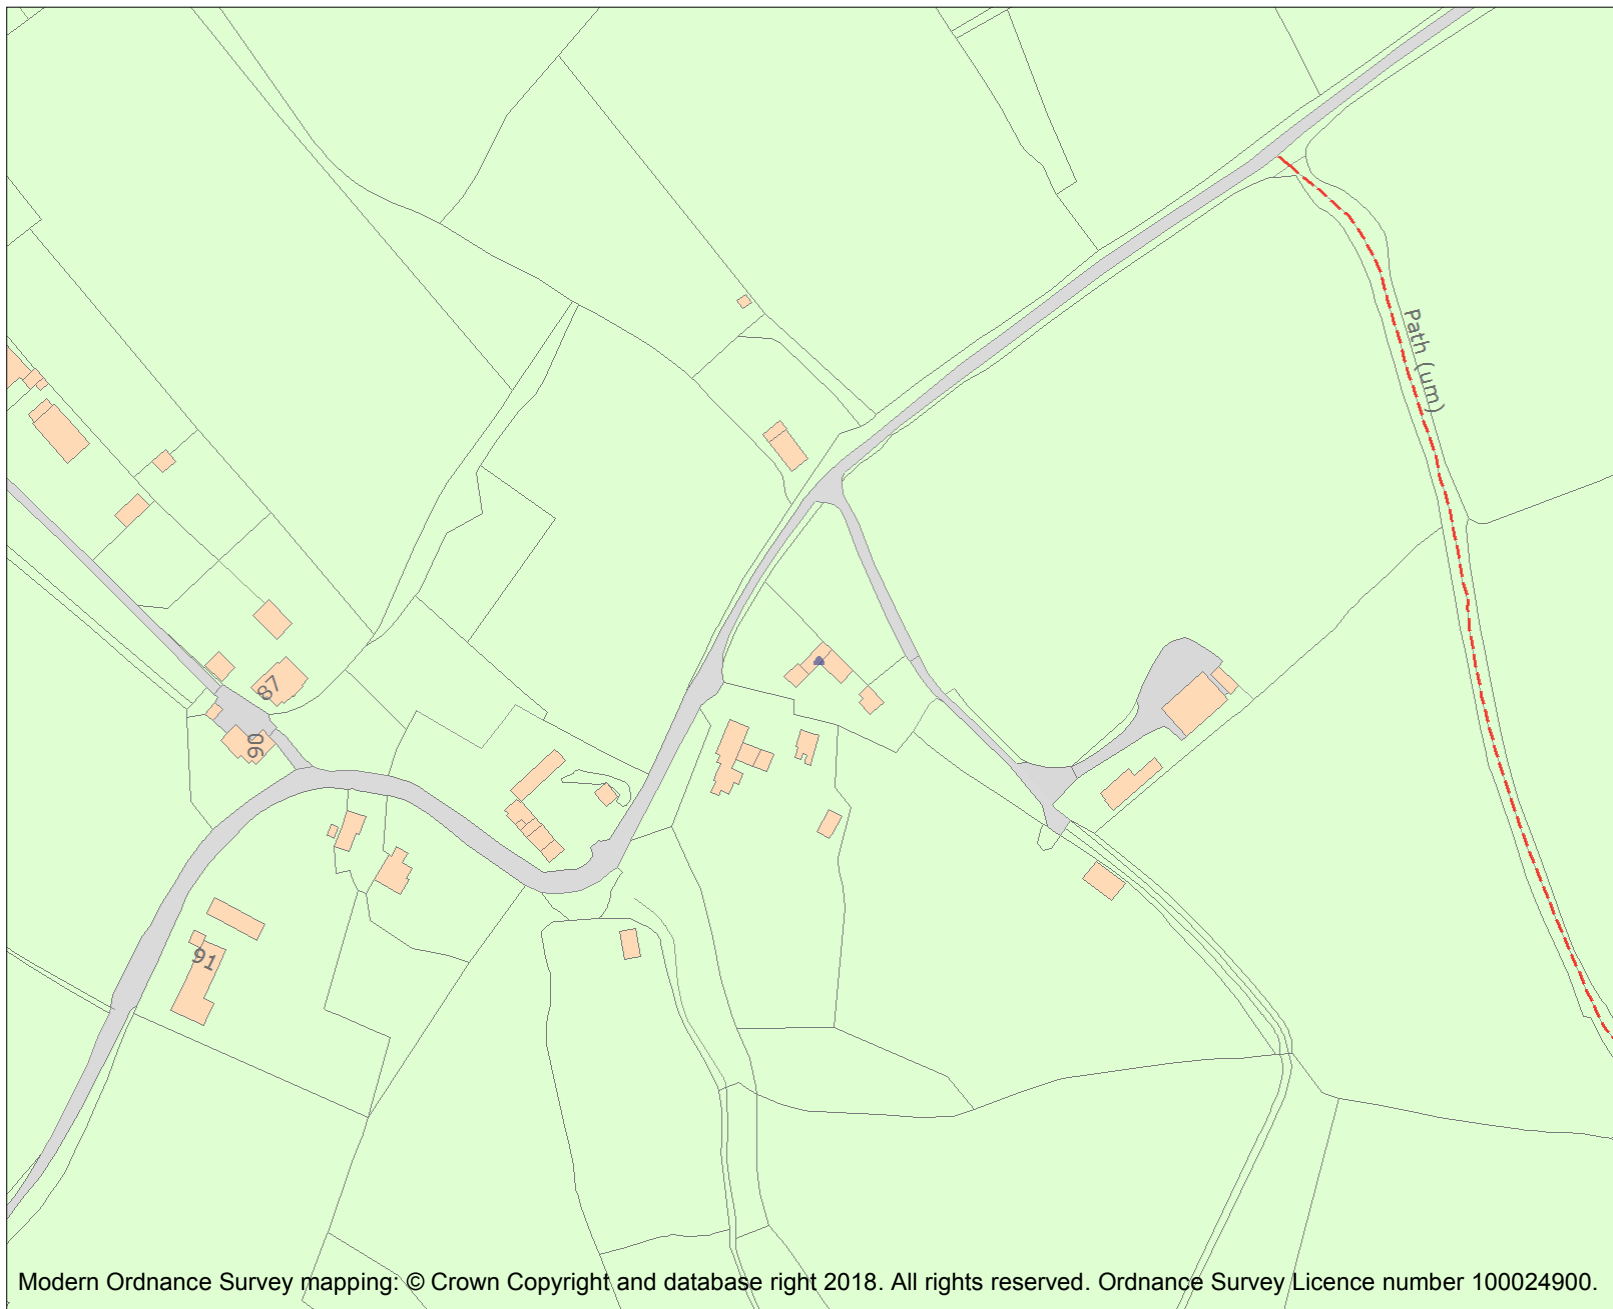 Path (um)
87
90
91
Modern Ordnance Survey mapping: © Crown Copyright and database right 2018. All rights reserved. Ordnance Survey Licence number 100024900.